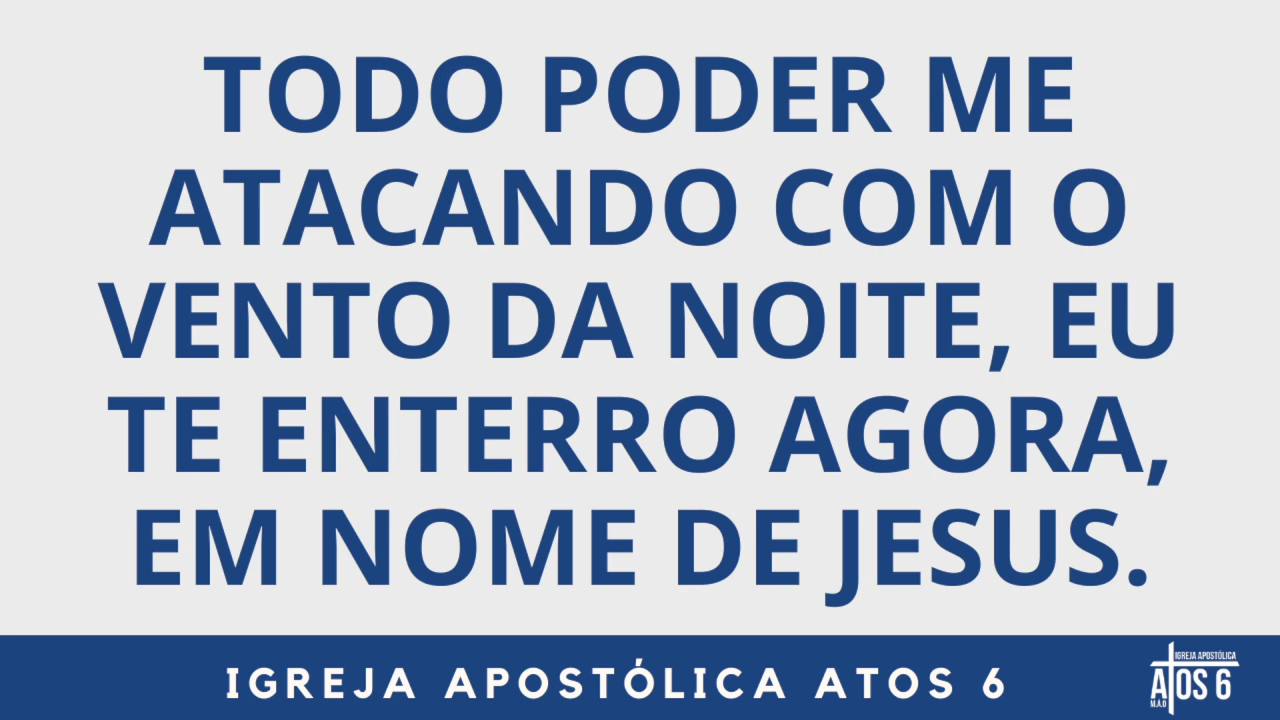 TODO PODER ME
ATACANDO COM O
VENTO DA NOITE, EU
TE ENTERRO AGORA,
EM NOME DE JESUS.
IGREJA APOSTÓLICA ATOS 6
IGREJA APOSTÓLICA
ATOS 6
M.A.D